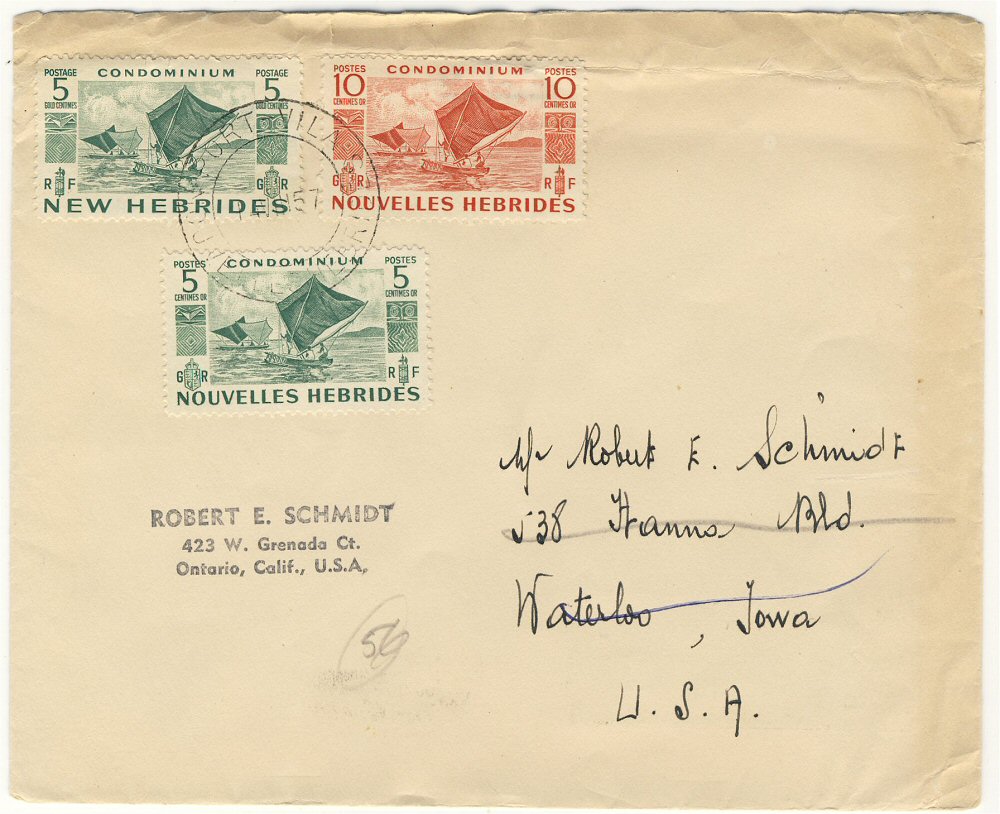 POSTAGE CONDOMINIUM POSTAGE
5 5
GOLD CENTIMES GOLD CENTIMES
R F G R
NEW HEBRIDES
POSTES CONDOMINIUM POSTES
10 10
CENTIMES OR CENTIMES OR
G R R F
NOUVELLES HEBRIDES
POSTES CONDOMINIUM POSTES
5 5
CENTIMES OR CENTIMES OR
G R R F
NOUVELLES HEBRIDES
ROBERT E. SCHMIDT
423 W. Grenada Ct.
Ontario, Calif., U.S.A.
56
Mr Robert E. Schmidt
538 Hanna Bld.
Waterloo, Iowa
U.S.A.